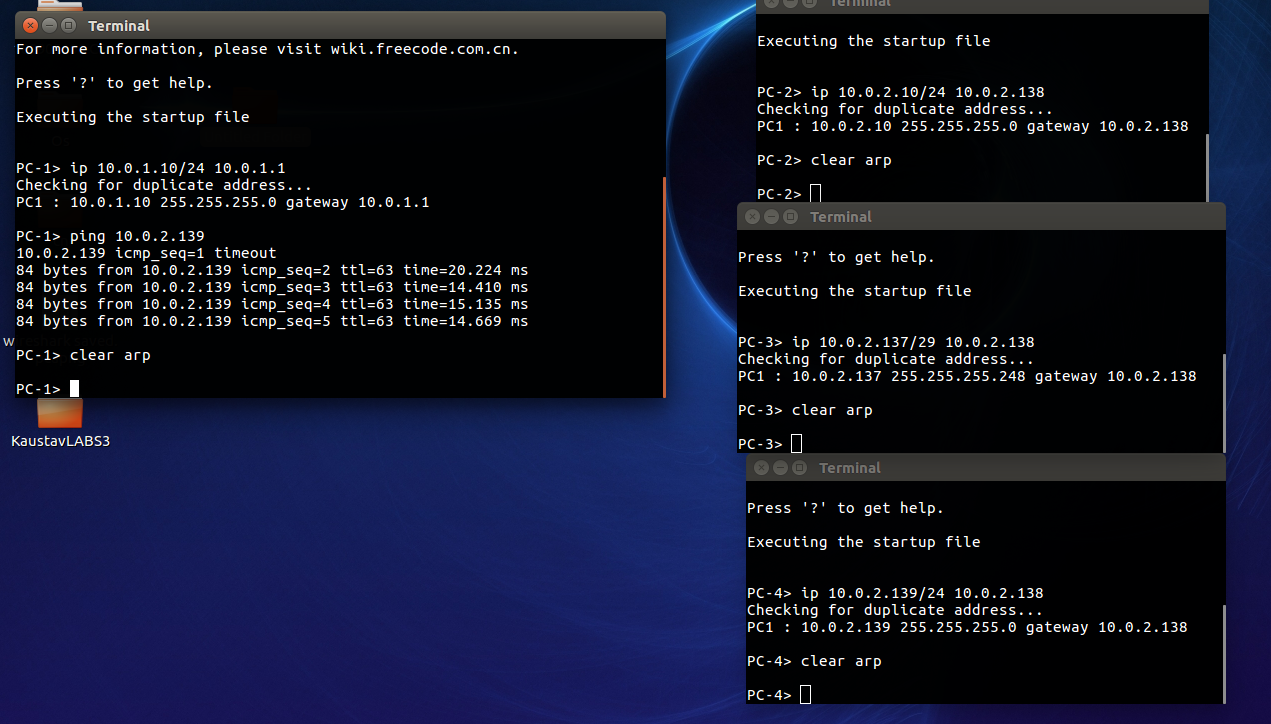 Terminal
For more information, please visit wiki.freecode.com.cn.
Press '?' to get help.
Executing the startup file
PC-1> ip 10.0.1.10/24 10.0.1.1
Checking for duplicate address...
PC1 : 10.0.1.10 255.255.255.0 gateway 10.0.1.1
PC-1> ping 10.0.2.139
10.0.2.139 icmp_seq=1 timeout
84 bytes from 10.0.2.139 icmp_seq=2 ttl=63 time=20.224 ms
84 bytes from 10.0.2.139 icmp_seq=3 ttl=63 time=14.410 ms
84 bytes from 10.0.2.139 icmp_seq=4 ttl=63 time=15.135 ms
84 bytes from 10.0.2.139 icmp_seq=5 ttl=63 time=14.669 ms
PC-1> clear arp
PC-1>
KaustavLABS3
Terminal
Executing the startup file
PC-2> ip 10.0.2.10/24 10.0.2.138
Checking for duplicate address...
PC1 : 10.0.2.10 255.255.255.0 gateway 10.0.2.138
PC-2> clear arp
PC-2>
Terminal
Press '?' to get help.
Executing the startup file
PC-3> ip 10.0.2.137/29 10.0.2.138
Checking for duplicate address...
PC1 : 10.0.2.137 255.255.255.248 gateway 10.0.2.138
PC-3> clear arp
PC-3>
Terminal
Press '?' to get help.
Executing the startup file
PC-4> ip 10.0.2.139/24 10.0.2.138
Checking for duplicate address...
PC1 : 10.0.2.139 255.255.255.0 gateway 10.0.2.138
PC-4> clear arp
PC-4>